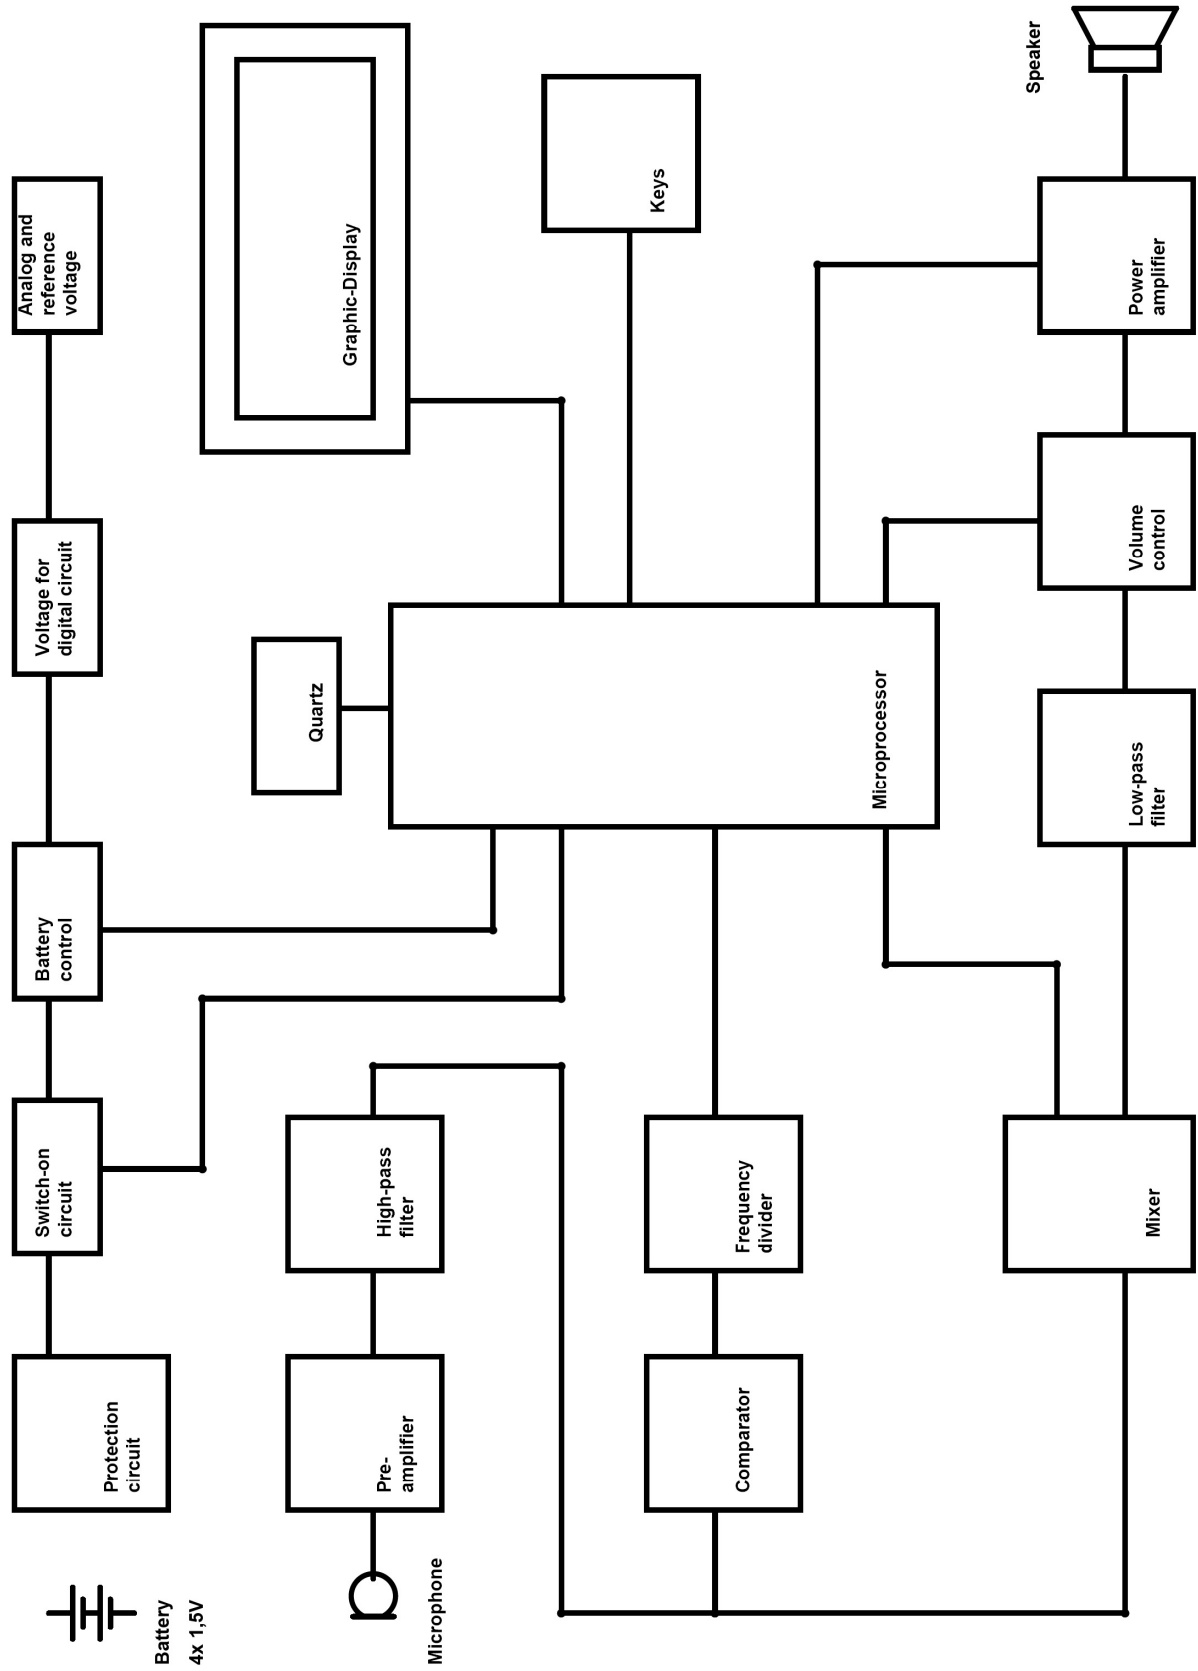 Battery
4x 1,5V
Protection
circuit
Switch-on
circuit
Battery
control
Voltage for
digital circuit
Analog and
reference
voltage
Microphone
Pre-
amplifier
High-pass
filter
Quartz
Graphic-Display
Keys
Comparator
Frequency
divider
Microprocessor
Mixer
Low-pass
filter
Volume
control
Power
amplifier
Speaker